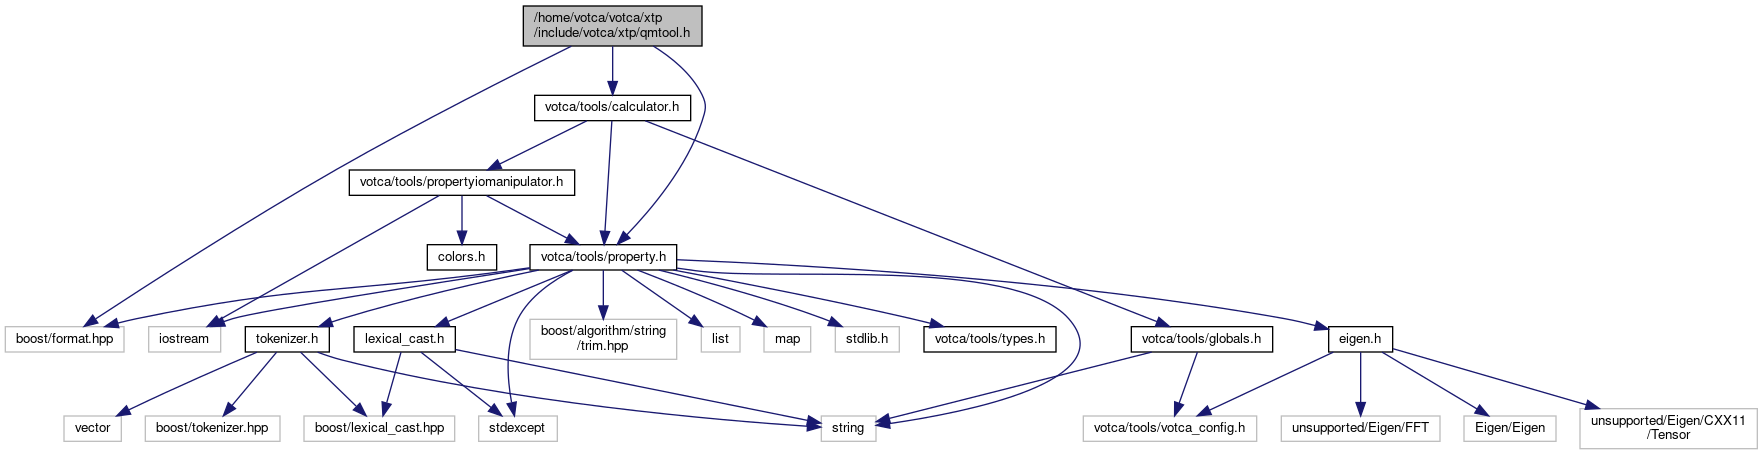 /home/votca/votca/xtp
/include/votca/xtp/qmtool.h
votca/tools/calculator.h
votca/tools/propertyiomanipulator.h
colors.h
votca/tools/property.h
boost/format.hpp
iostream
tokenizer.h
lexical_cast.h
boost/algorithm/string
/trim.hpp
list
map
stdlib.h
votca/tools/types.h
votca/tools/globals.h
eigen.h
vector
boost/tokenizer.hpp
boost/lexical_cast.hpp
stdexcept
string
votca/tools/votca_config.h
unsupported/Eigen/FFT
Eigen/Eigen
unsupported/Eigen/CXX11
/Tensor